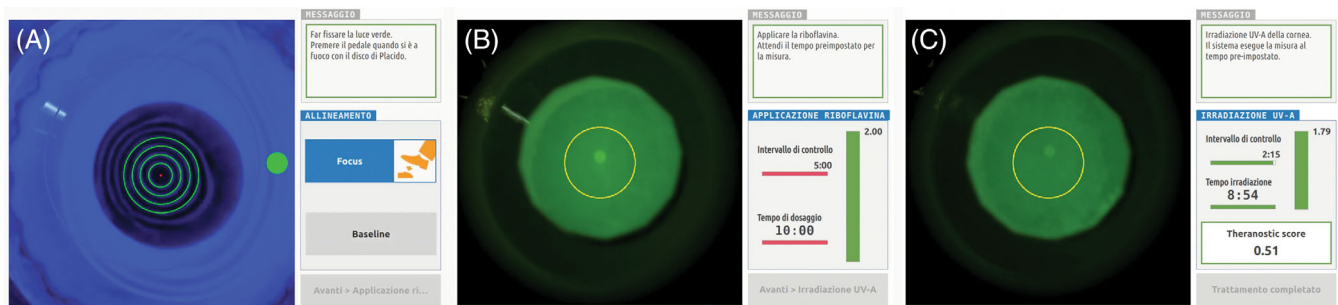 (A)
MESSAGGIO
Far fissare la luce verde.
Premere il pedale quando si è a
fuoco con il disco di Placido.
ALLINEAMENTO
Focus
Baseline
Avanti > Applicazione ri...
(B)
MESSAGGIO
Applicare la riboflavina.
Attendi il tempo preimpostato per
la misura.
APPLICAZIONE RIBOFLAVINA
2.00
Intervallo di controllo
5:00
Tempo di dosaggio
10:00
Avanti > Irradiazione UV-A
(C)
MESSAGGIO
Irradiazione UV-A della cornea.
Il sistema esegue la misura al
tempo pre-impostato.
IRRADIAZIONE UV-A
1.79
Intervallo di controllo
2:15
Tempo irradiazione
8:54
Theranostic score
0.51
Trattamento completato